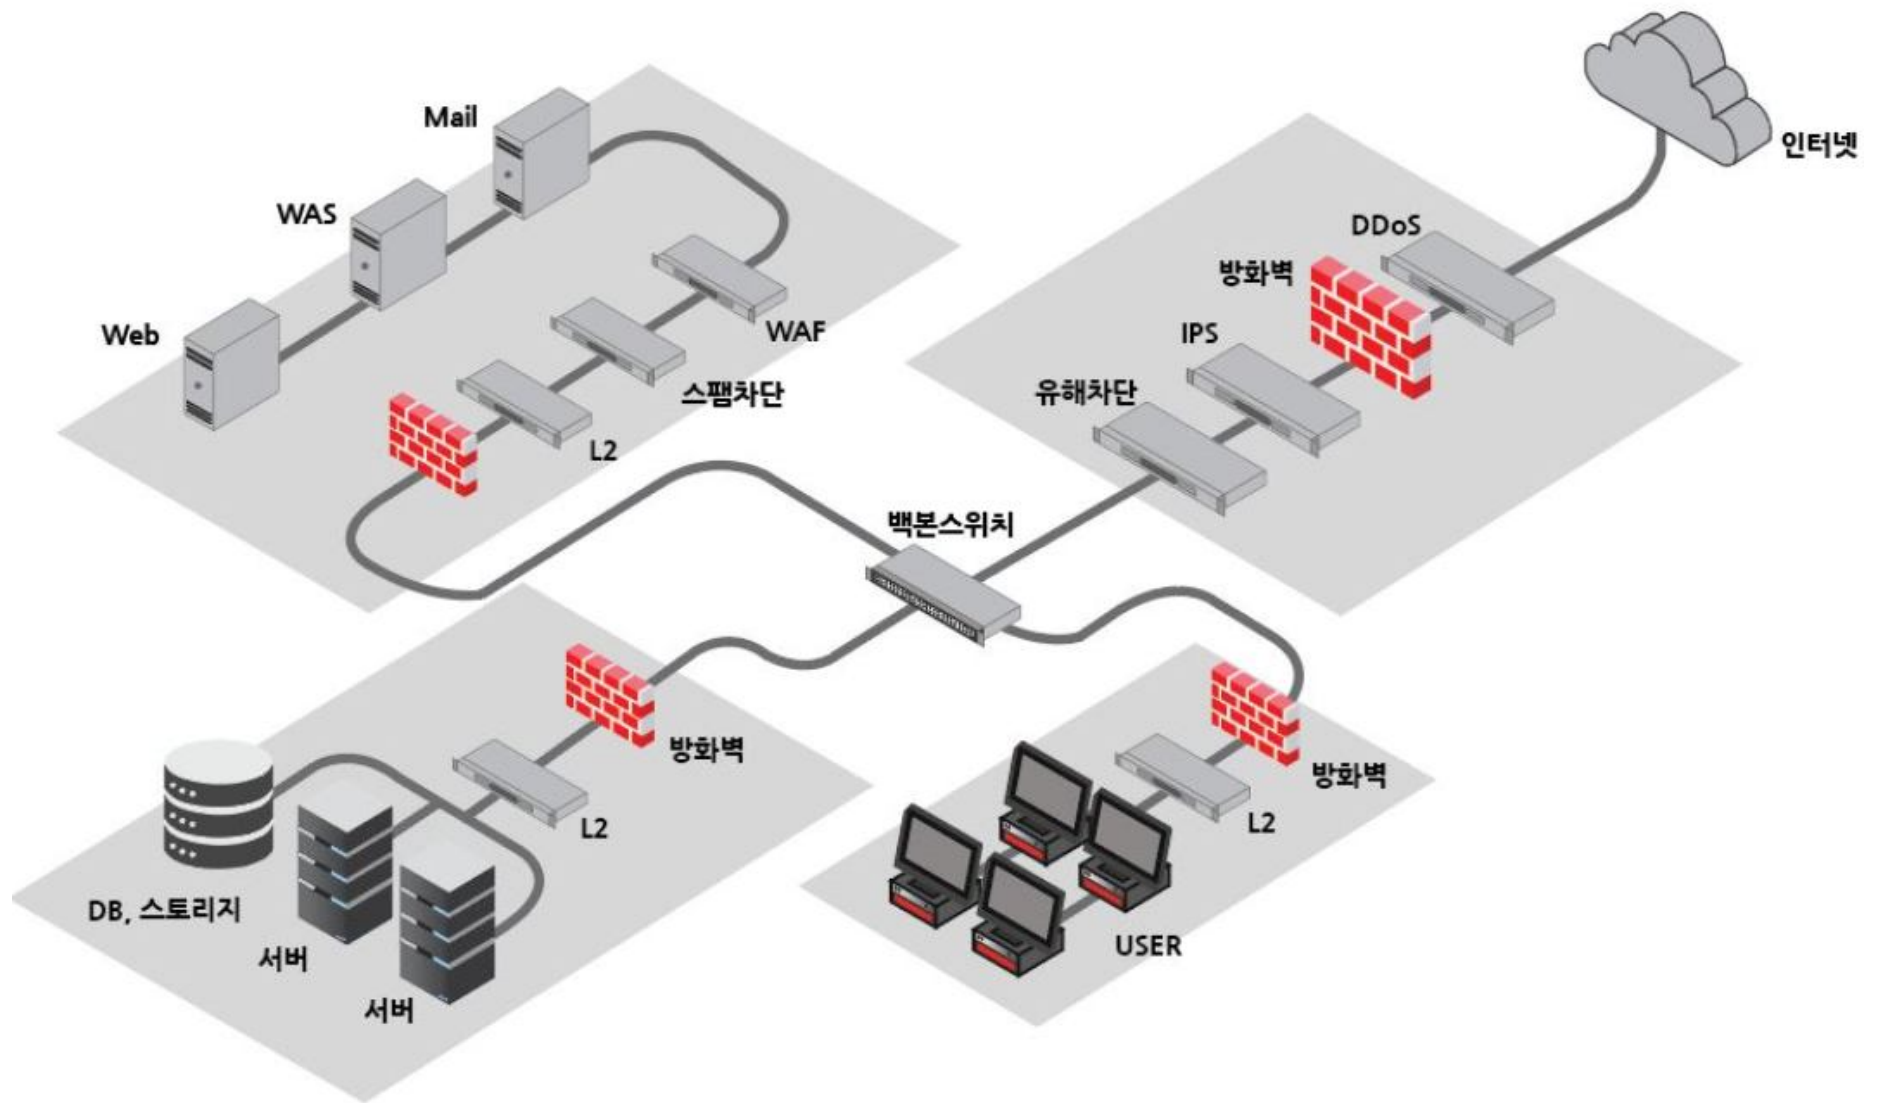 Mail
WAS
Web
WAF
스팸차단
L2
인터넷
DDoS
방화벽
IPS
유해차단
백본스위치
방화벽
L2
DB, 스토리지
서버
서버
방화벽
L2
USER